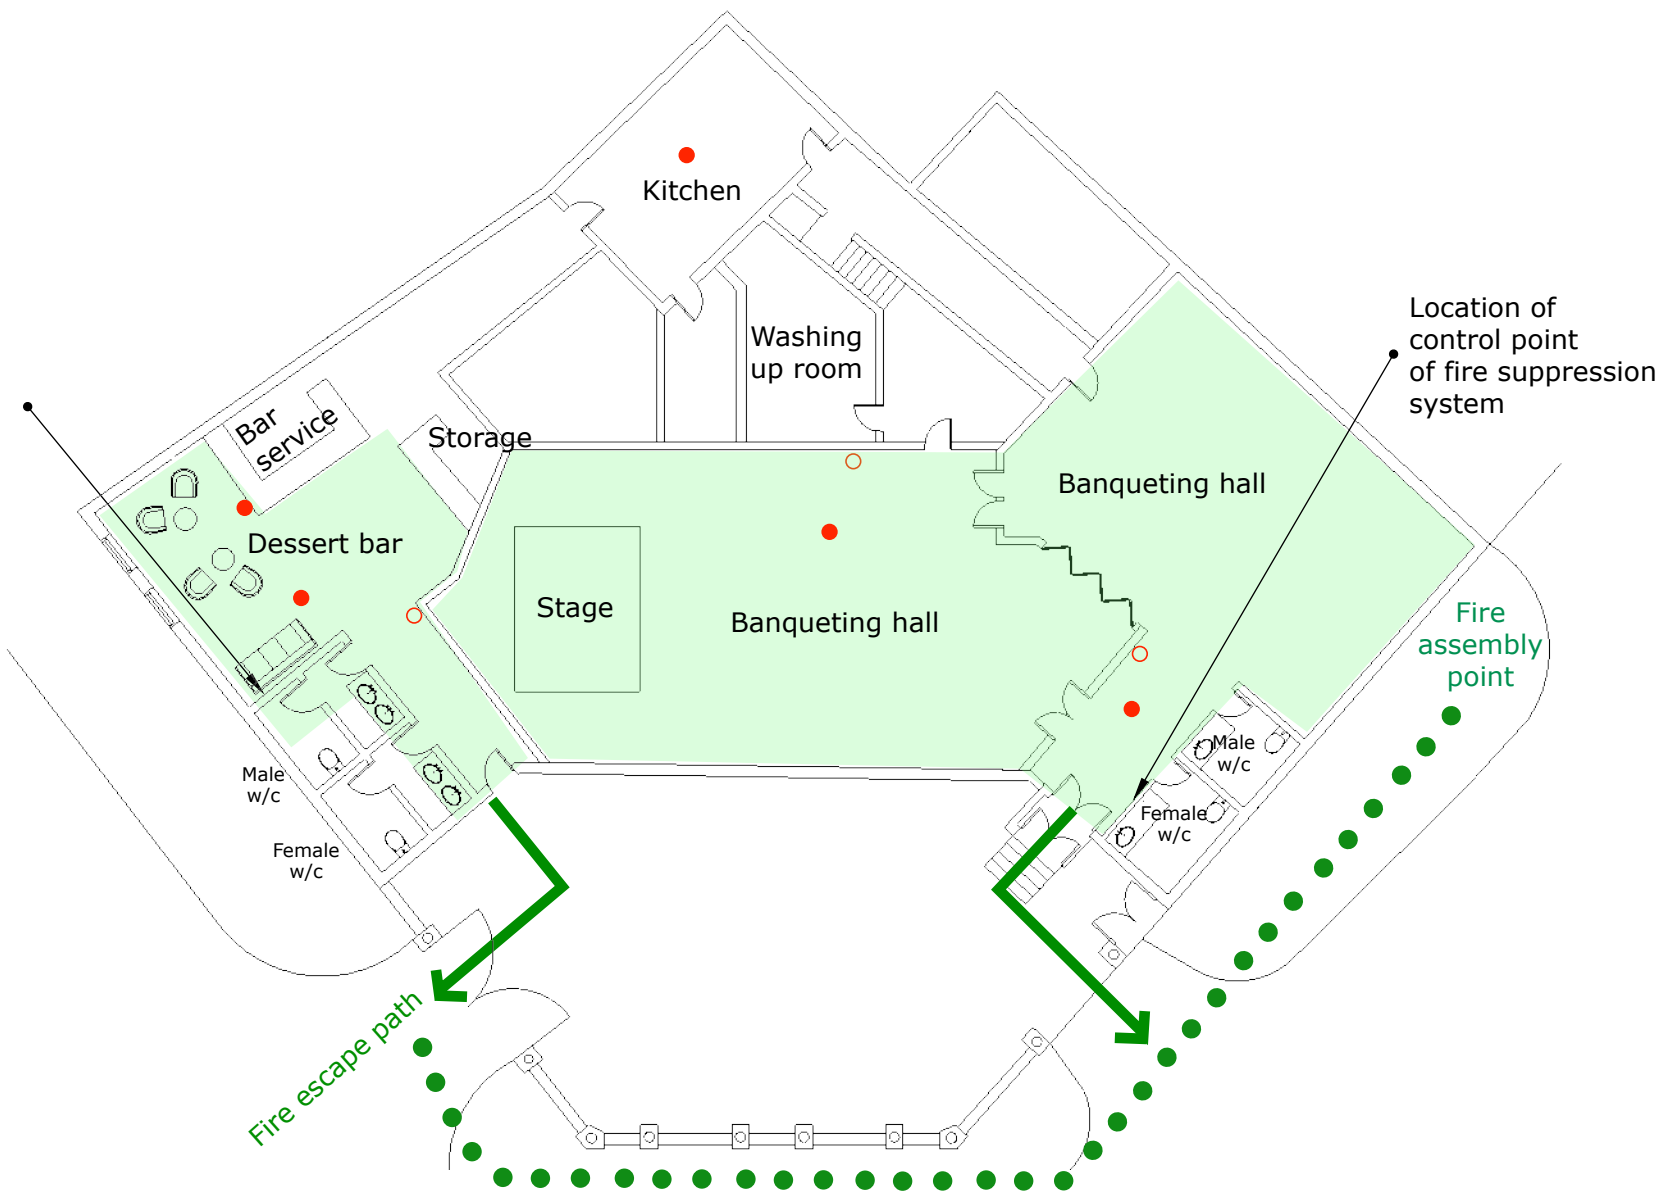 Kitchen
Location of
control point
of fire suppression
system
Washing
up room
Bar
service
Storage
Banqueting hall
Dessert bar
Stage
Banqueting hall
Fire
assembly
point
Male
w/c
Male
w/c
Female
w/c
Female
w/c
Fire escape path